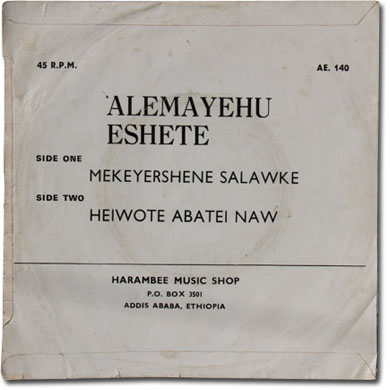 45 R.P.M. AE. 140
ALEMAYEHU
ESHETE
SIDE ONE
MEKEYERSHENE SALAWKE
SIDE TWO
HEIWOTE ABATEI NAW
HARAMBEE MUSIC SHOP
P.O. BOX 3501
ADDIS ABABA, ETHIOPIA